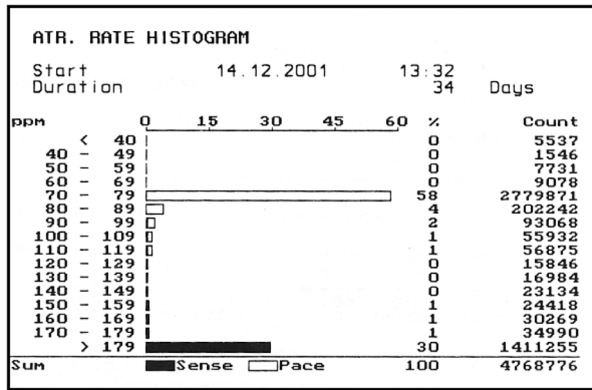 ATR. RATE HISTOGRAM
Start 14.12.2001 13:32
Duration 34 Days
ppm 0 15 30 45 60 % Count
< 40 0 5537
40 - 49 0 1546
50 - 59 0 7731
60 - 69 0 9078
70 - 79 58 2779871
80 - 89 4 202242
90 - 99 2 93068
100 - 109 1 55932
110 - 119 1 56875
120 - 129 0 15846
130 - 139 0 16984
140 - 149 0 23134
150 - 159 1 24418
160 - 169 1 30269
170 - 179 1 34990
> 179 30 1411255
Sum Sense Pace 100 4768776